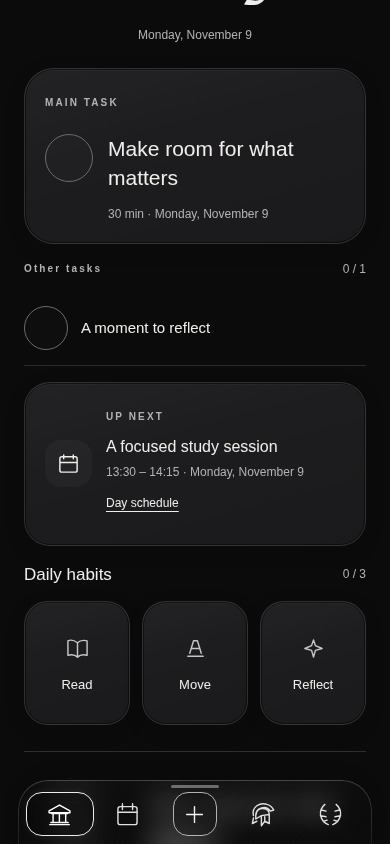 Monday, November 9
MAIN TASK
Make room for what
matters
30 min · Monday, November 9
Other tasks
0 / 1
A moment to reflect
UP NEXT
A focused study session
13:30 – 14:15 · Monday, November 9
Day schedule
Daily habits
0 / 3
Read
Move
Reflect